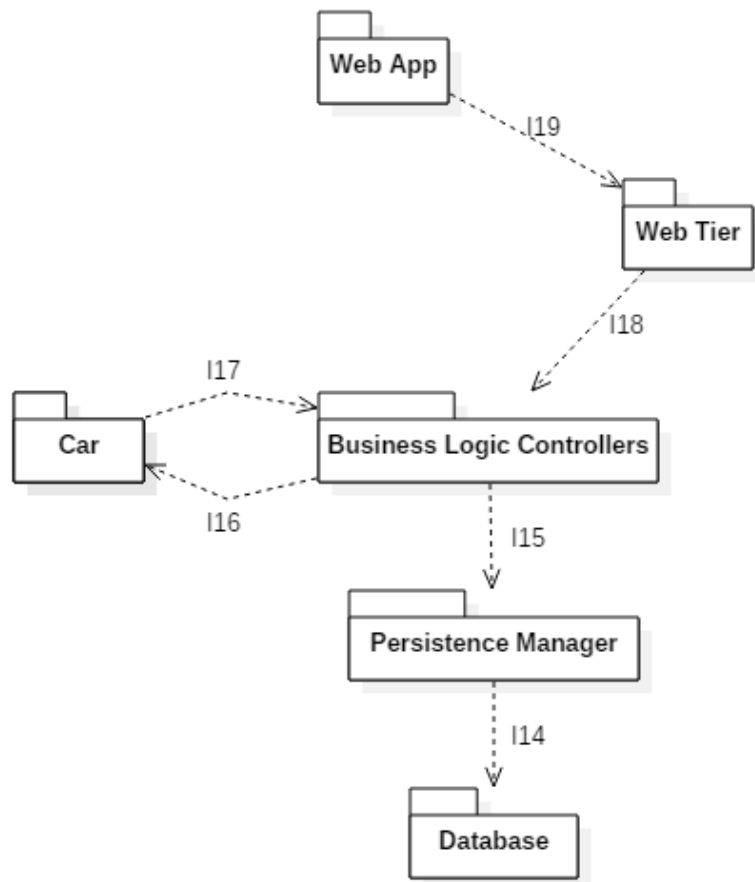 Web App
I19
Web Tier
I18
I17
Car
Business Logic Controllers
I16
I15
Persistence Manager
I14
Database